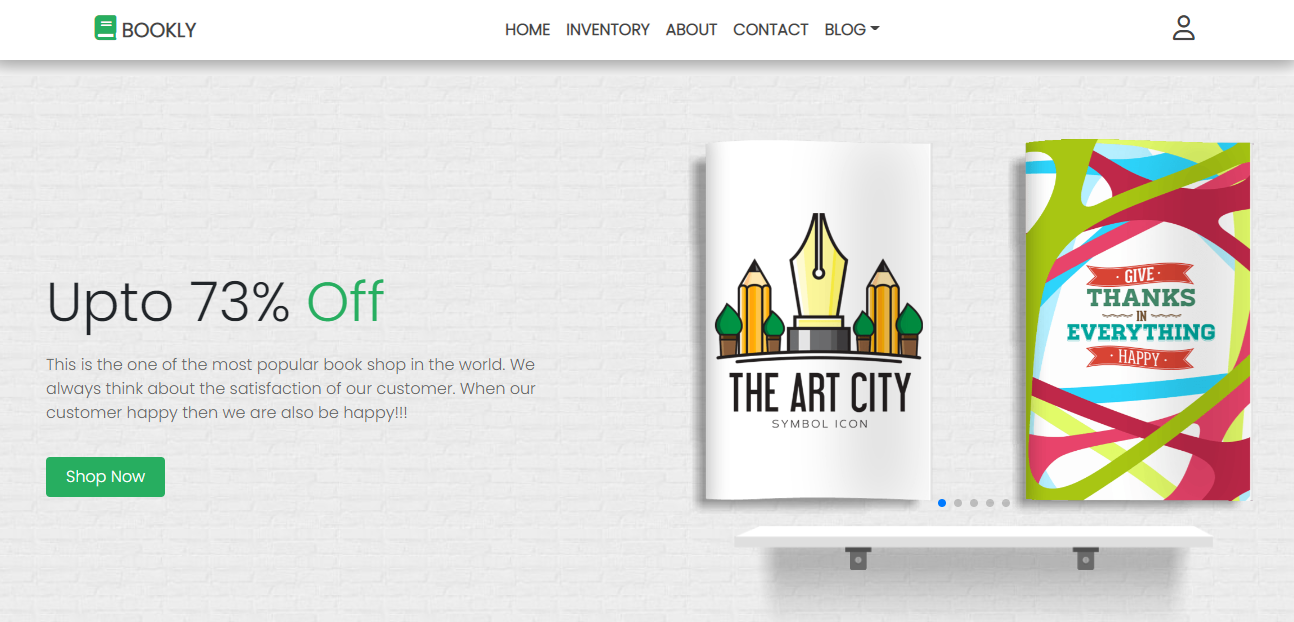 BOOKLY
HOME INVENTORY ABOUT CONTACT BLOG
Upto 73% Off
This is the one of the most popular book shop in the world. We
always think about the satisfaction of our customer. When our
customer happy then we are also be happy!!!
Shop Now
THE ART CITY
SYMBOL ICON
· GIVE ·
THANKS
IN
EVERYTHING
· HAPPY ·